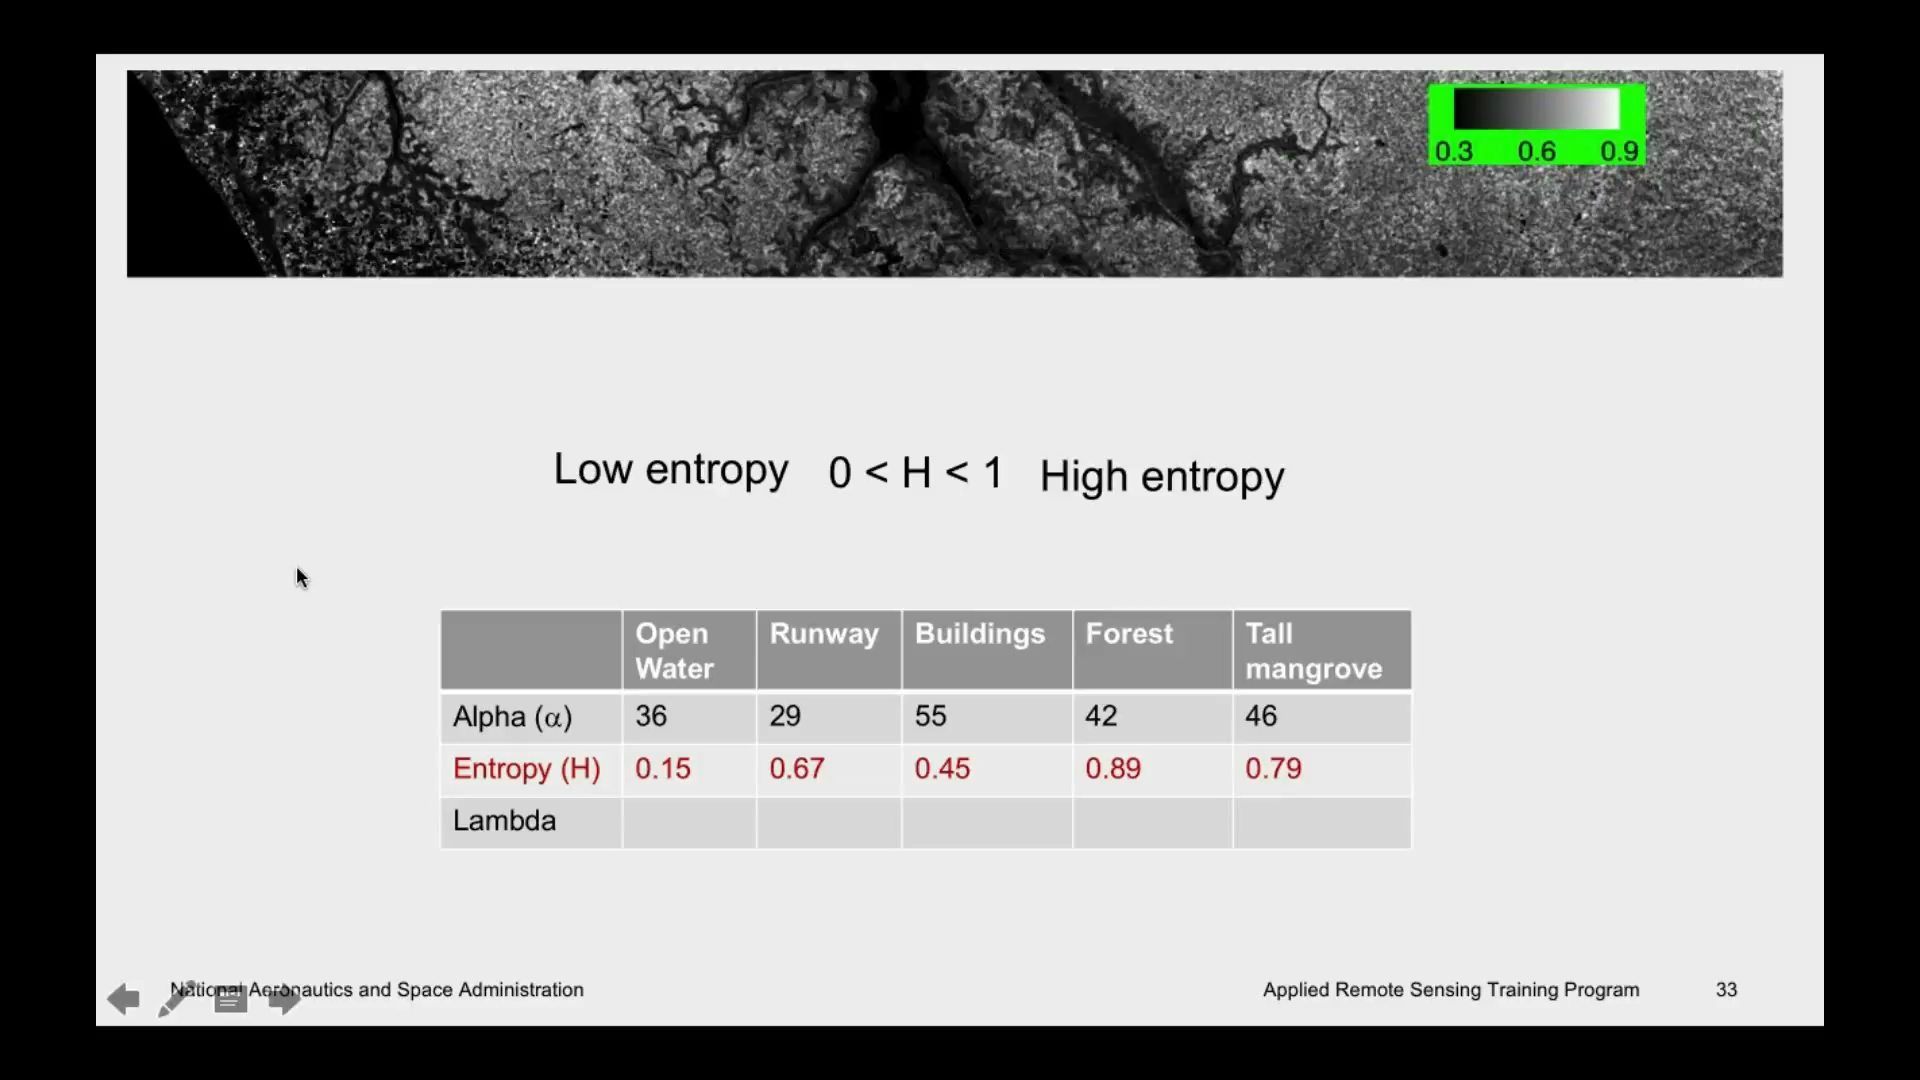 0.3 0.6 0.9
Low entropy 0 < H < 1 High entropy
Open Water Runway Buildings Forest Tall mangrove
Alpha (α) 36 29 55 42 46
Entropy (H) 0.15 0.67 0.45 0.89 0.79
Lambda
National Aeronautics and Space Administration Applied Remote Sensing Training Program 33